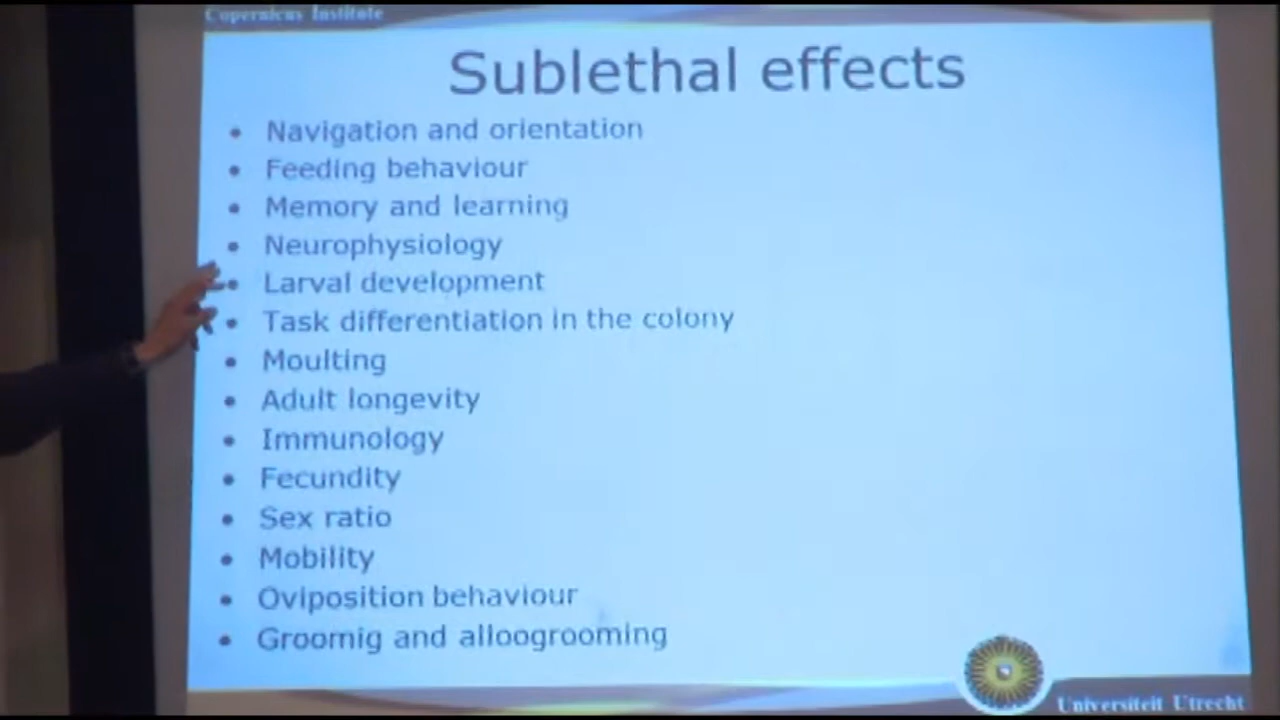 Copernicus Institute
Sublethal effects
• Navigation and orientation
• Feeding behaviour
• Memory and learning
• Neurophysiology
• Larval development
• Task differentiation in the colony
• Moulting
• Adult longevity
• Immunology
• Fecundity
• Sex ratio
• Mobility
• Oviposition behaviour
• Groomig and alloogrooming
Universiteit Utrecht